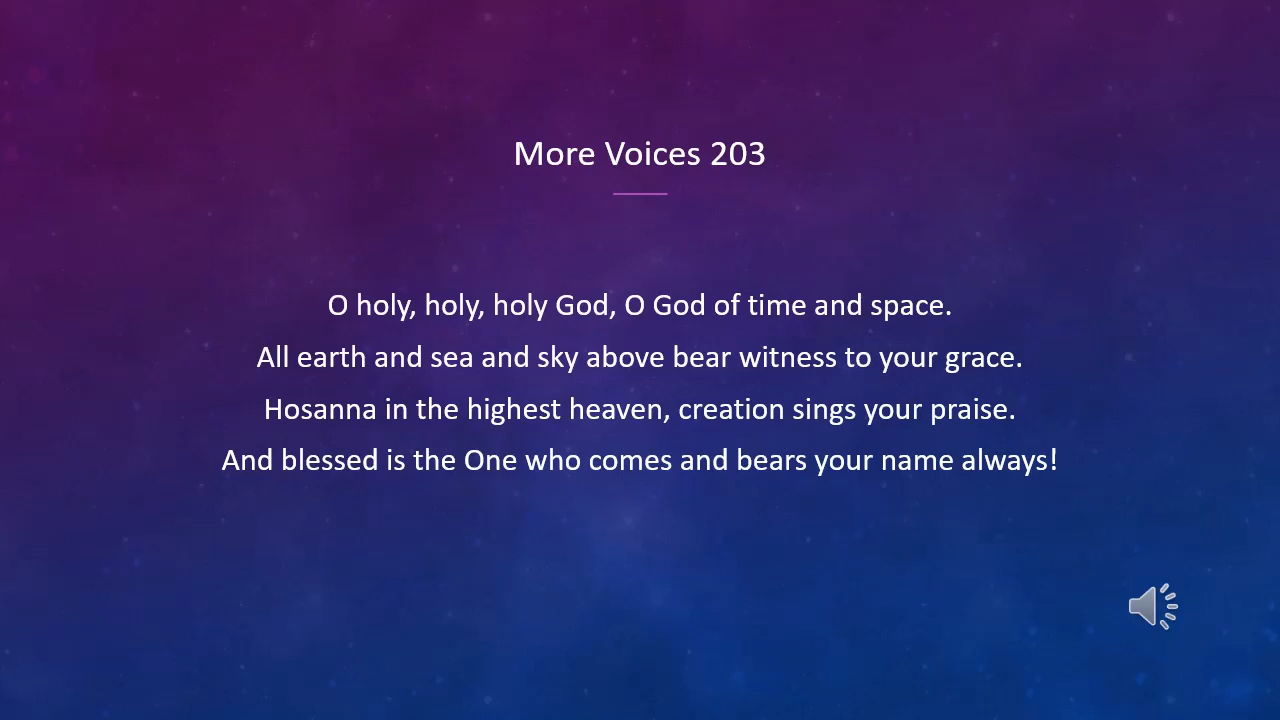 More Voices 203
O holy, holy, holy God, O God of time and space.
All earth and sea and sky above bear witness to your grace.
Hosanna in the highest heaven, creation sings your praise.
And blessed is the One who comes and bears your name always!